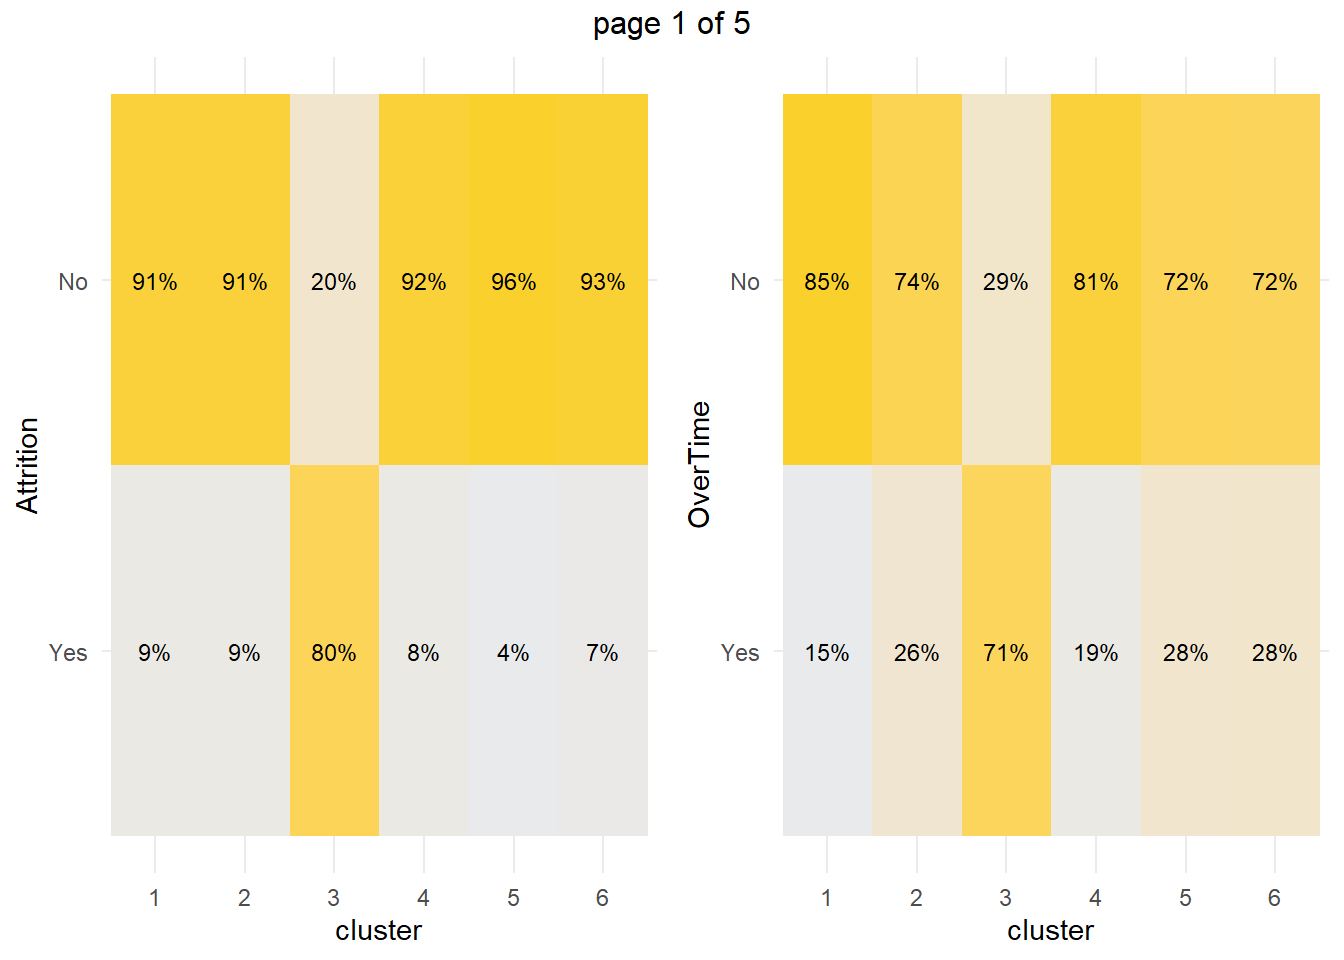 page 1 of 5
Attrition
No
91% 91% 20% 92% 96% 93%
Yes
9% 9% 80% 8% 4% 7%
1 2 3 4 5 6
cluster
OverTime
No
85% 74% 29% 81% 72% 72%
Yes
15% 26% 71% 19% 28% 28%
1 2 3 4 5 6
cluster